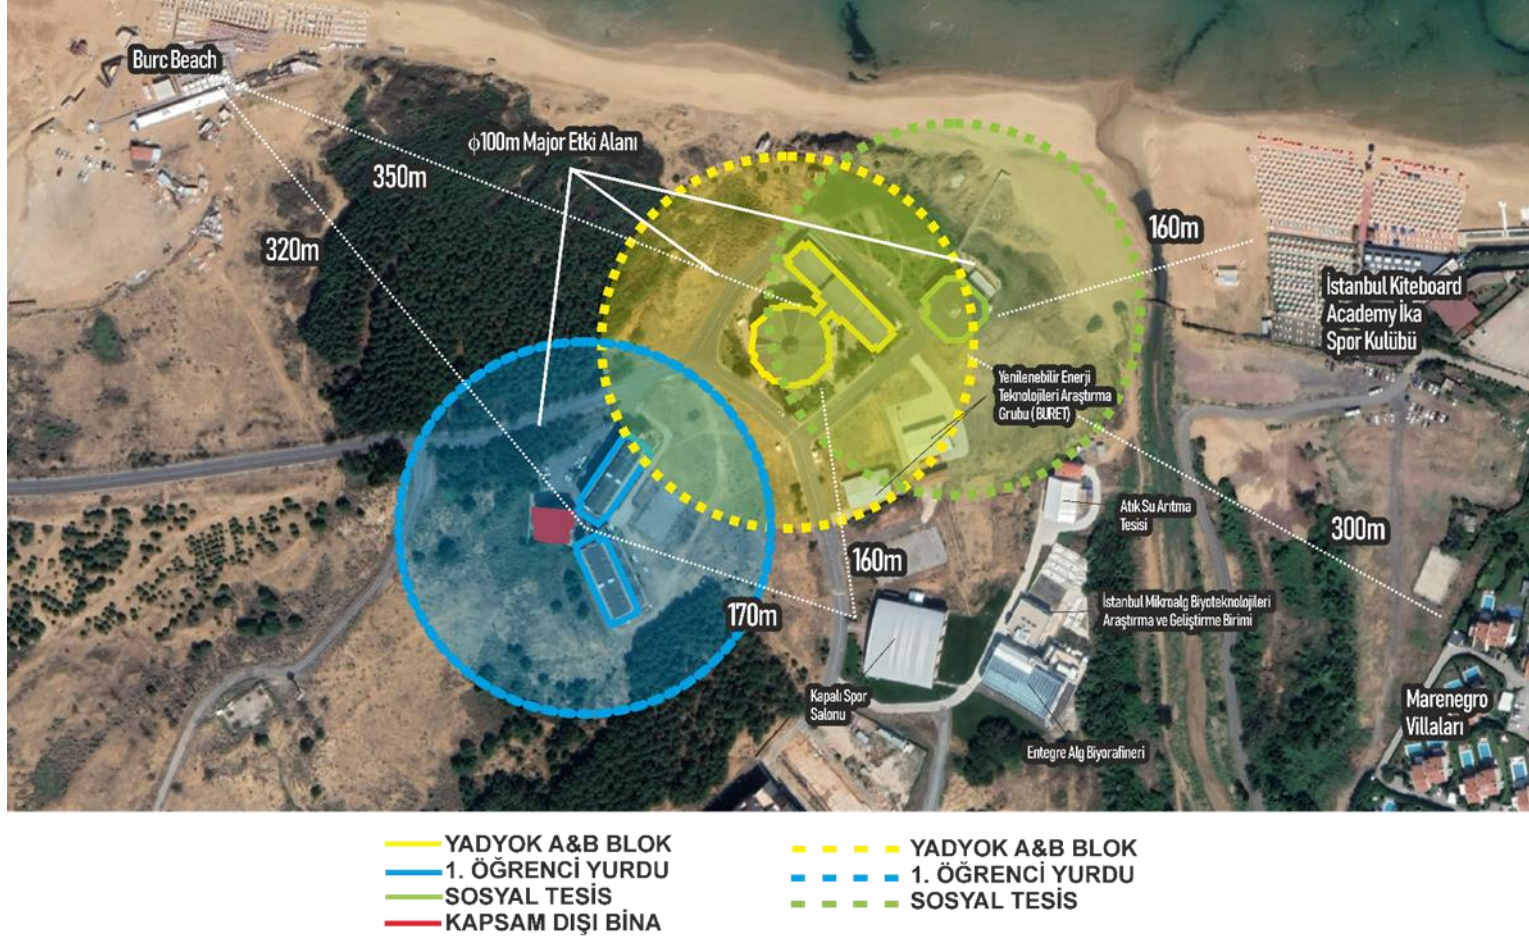 Burc Beach
ϕ100m Major Etki Alanı
350m
320m
160m
İstanbul Kiteboard
Academy İka
Spor Kulübü
Yenilenebilir Enerji
Teknolojileri Araştırma
Grubu ( BURET)
Atık Su Arıtma
Tesisi
300m
160m
170m
İstanbul Mikroalg Biyoteknolojileri
Araştırma ve Geliştirme Birimi
Kapalı Spor
Salonu
Marenegro
Villaları
Entegre Alg Biyorafineri
YADYOK A&B BLOK
1. ÖĞRENCİ YURDU
SOSYAL TESİS
KAPSAM DIŞI BİNA
YADYOK A&B BLOK
1. ÖĞRENCİ YURDU
SOSYAL TESİS